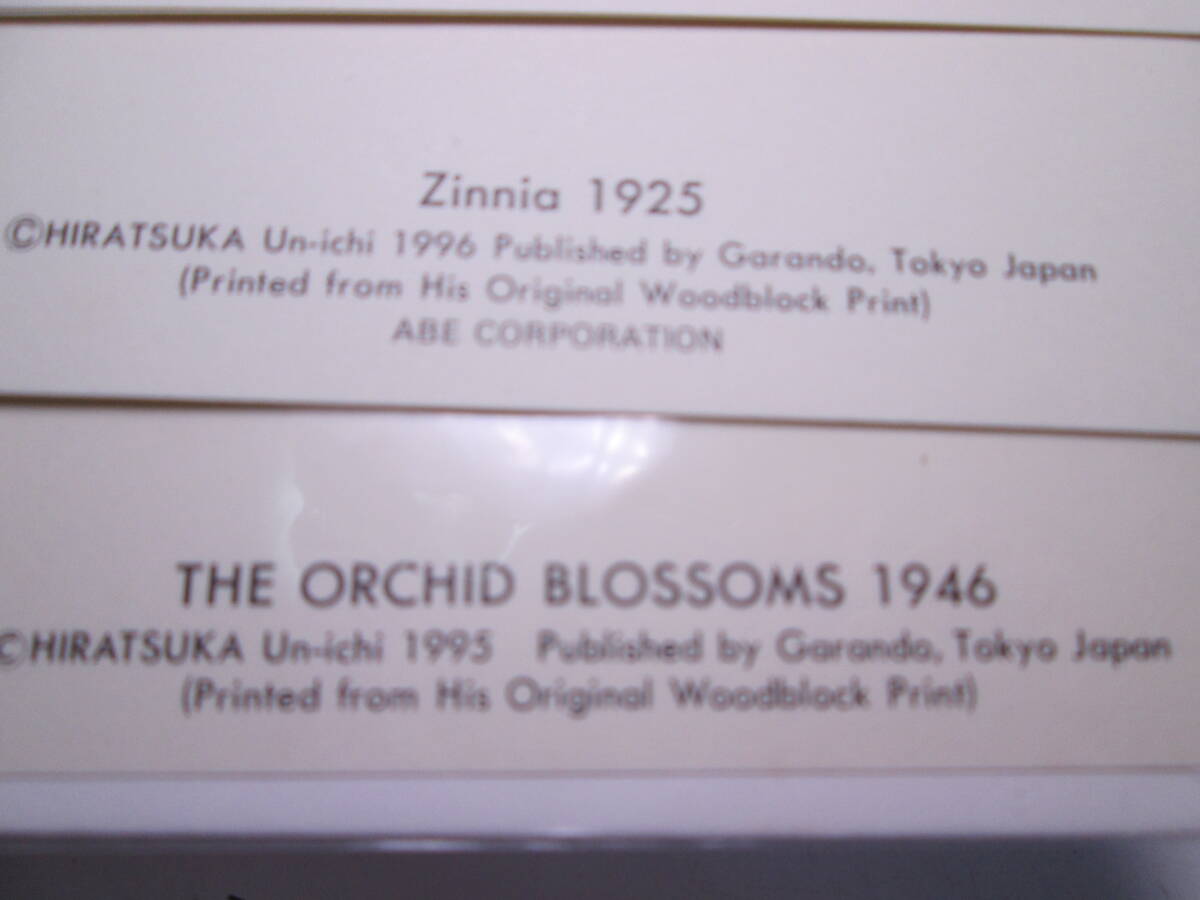 Zinnia 1925
©HIRATSUKA Un-ichi 1996 Published by Garando, Tokyo Japan
(Printed from His Original Woodblock Print)
ABE CORPORATION
THE ORCHID BLOSSOMS 1946
©HIRATSUKA Un-ichi 1995 Published by Garando, Tokyo Japan
(Printed from His Original Woodblock Print)